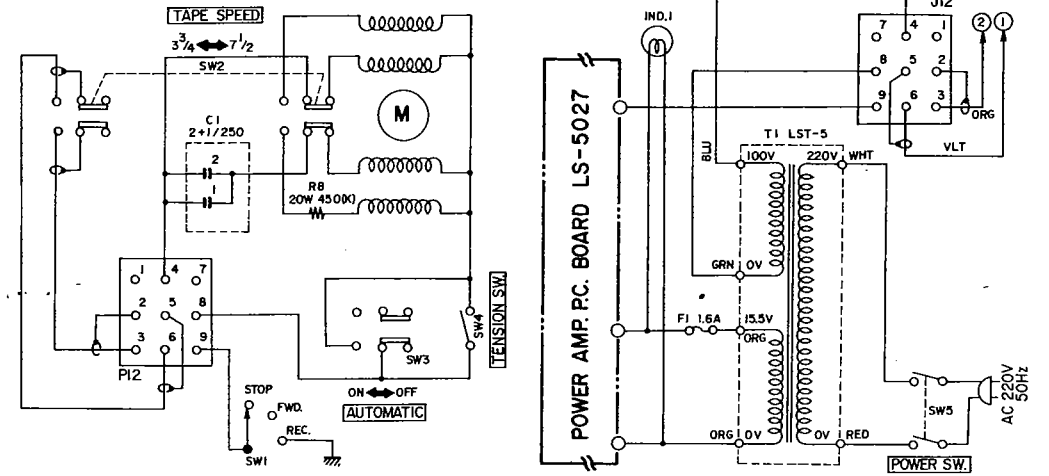 TAPE SPEED
3 3/4 7 1/2
SW2
C1
2+1/250
2
1
R8
20W 450(K)
M
1 4 7
2 5 8
3 6 9
P12
STOP
FWD.
REC.
SW1
SW3
ON OFF
AUTOMATIC
SW4
TENSION SW.
IND.1
POWER AMP. P.C. BOARD LS-5027
J12
7 4 1
8 5 2
9 6 3
2 1
ORG
VLT
BLU
T1 LST-5
100V
220V
WHT
GRN
0V
F1 1.6A
15.5V
ORG
ORG
0V
0V
RED
SW5
POWER SW.
AC 220V
50Hz